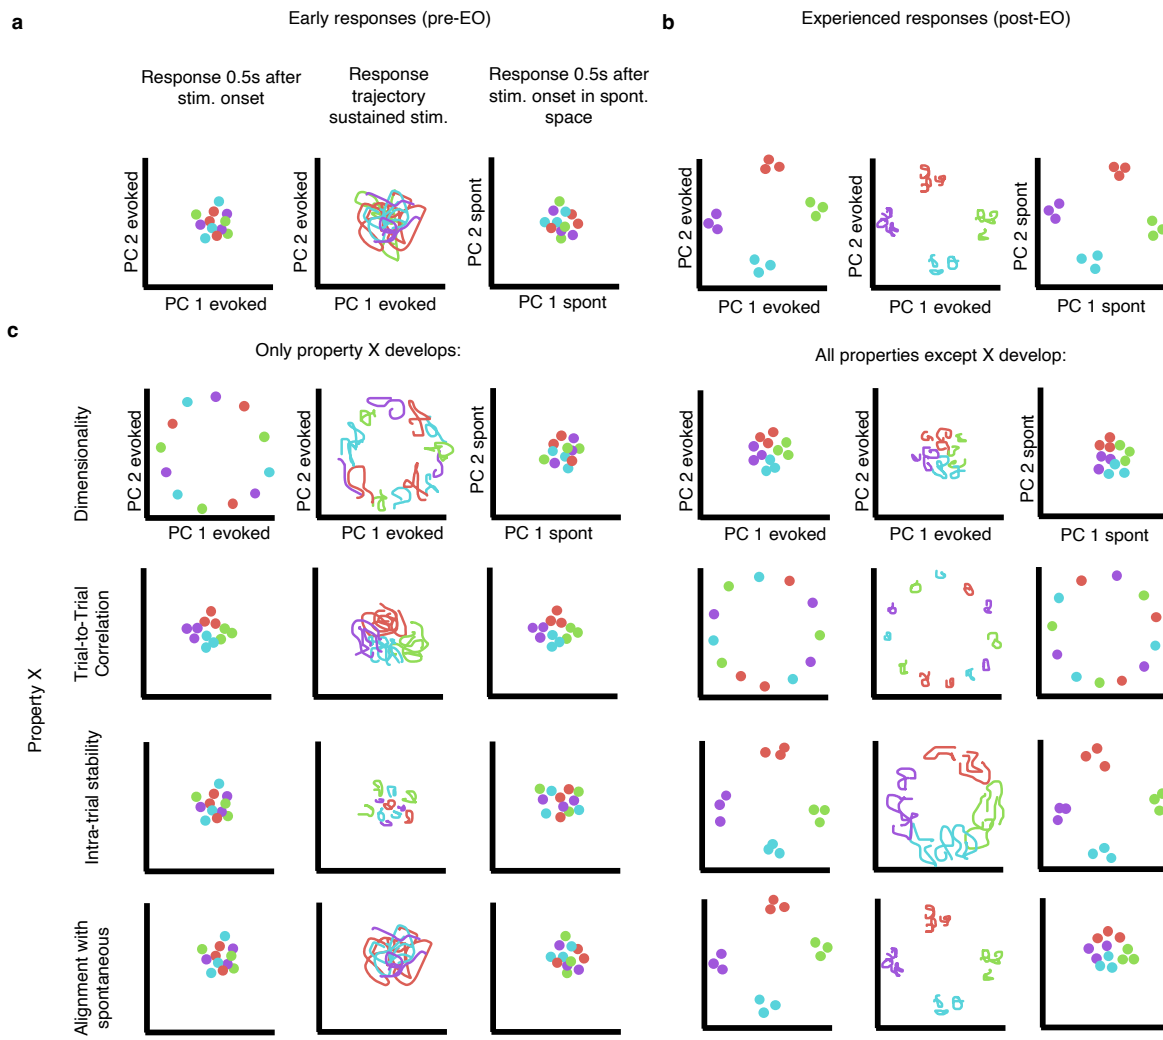 a
Early responses (pre-EO)
b
Experienced responses (post-EO)
Response 0.5s after
stim. onset
Response
trajectory
sustained stim.
Response 0.5s after
stim. onset in spont.
space
PC 2 evoked
PC 1 evoked
PC 2 evoked
PC 1 evoked
PC 2 spont
PC 1 spont
PC 2 evoked
PC 1 evoked
PC 2 evoked
PC 1 evoked
PC 2 spont
PC 1 spont
c
Only property X develops:
All properties except X develop:
Property X
Dimensionality
PC 2 evoked
PC 1 evoked
PC 2 evoked
PC 1 evoked
PC 2 spont
PC 1 spont
PC 2 evoked
PC 1 evoked
PC 2 evoked
PC 1 evoked
PC 2 spont
PC 1 spont
Trial-to-Trial
Correlation
Intra-trial stability
Alignment with
spontaneous